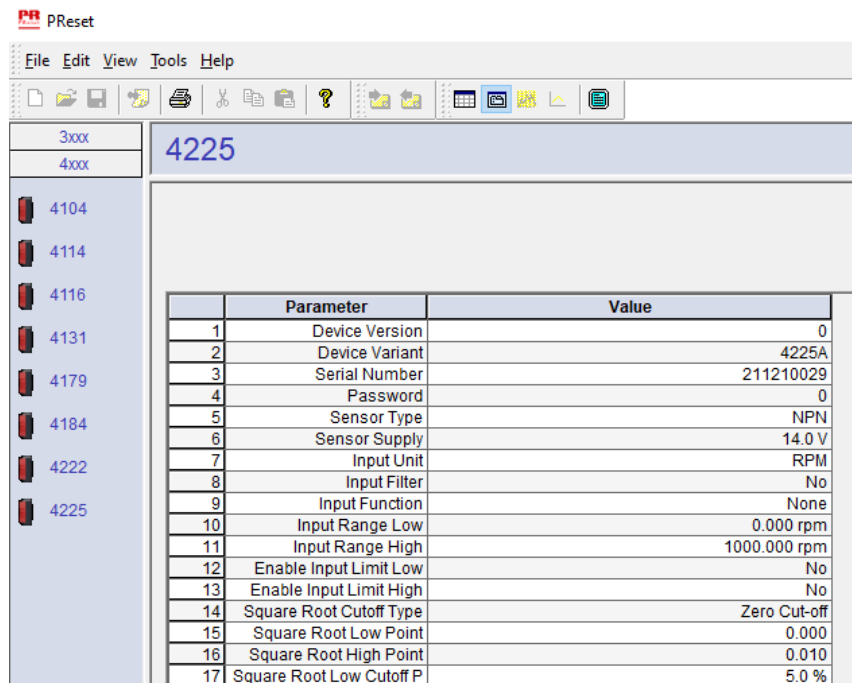 PR PReset
File Edit View Tools Help
3xxx
4xxx
4225
4104
4114
4116
4131
4179
4184
4222
4225
Parameter Value
1 Device Version 0
2 Device Variant 4225A
3 Serial Number 211210029
4 Password 0
5 Sensor Type NPN
6 Sensor Supply 14.0 V
7 Input Unit RPM
8 Input Filter No
9 Input Function None
10 Input Range Low 0.000 rpm
11 Input Range High 1000.000 rpm
12 Enable Input Limit Low No
13 Enable Input Limit High No
14 Square Root Cutoff Type Zero Cut-off
15 Square Root Low Point 0.000
16 Square Root High Point 0.010
17 Square Root Low Cutoff P 5.0 %